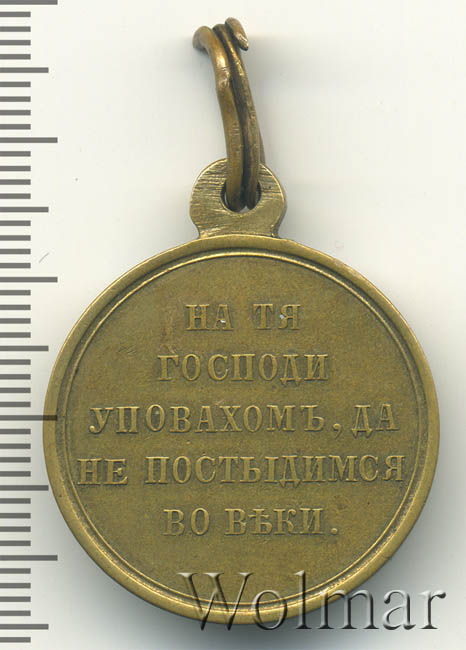 НА ТЯ
ГОСПОДИ
УПОВАХОМЪ, ДА
НЕ ПОСТЫДИМСЯ
ВО ВѢКИ.
Wolmar